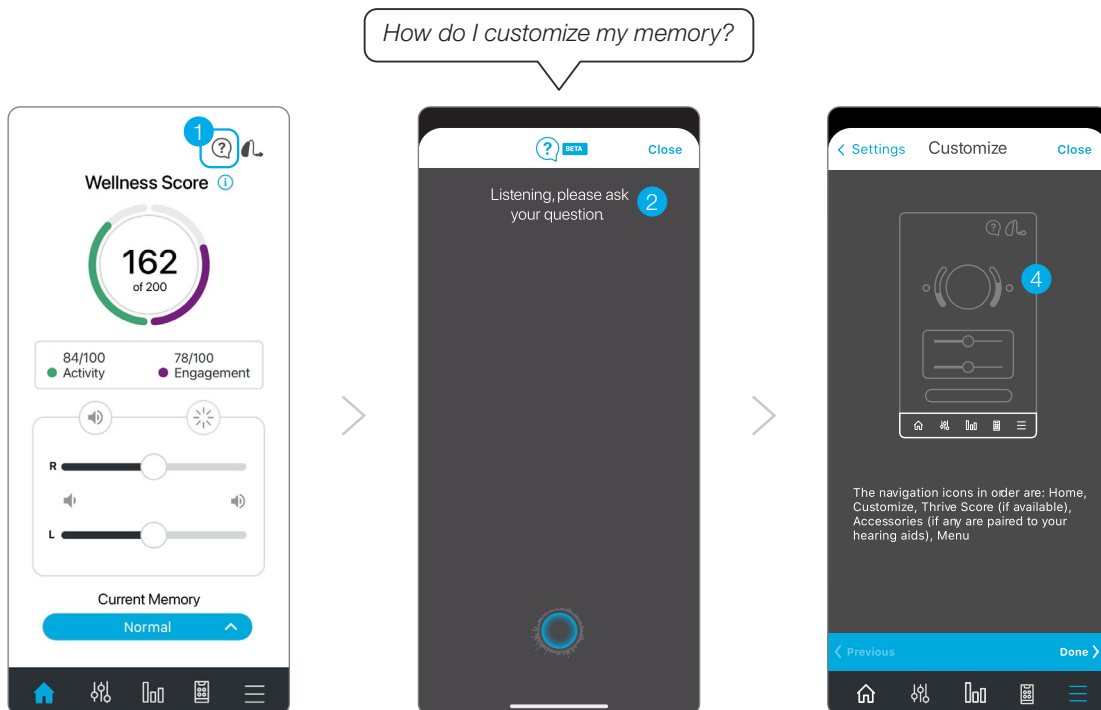 How do I customize my memory?
1
Wellness Score
162
of 200
84/100
Activity
78/100
Engagement
R
L
Current Memory
Normal
BETA
Close
Listening, please ask
your question.
2
Settings
Customize
Close
4
The navigation icons in order are: Home,
Customize, Thrive Score (if available),
Accessories (if any are paired to your
hearing aids), Menu
Previous
Done